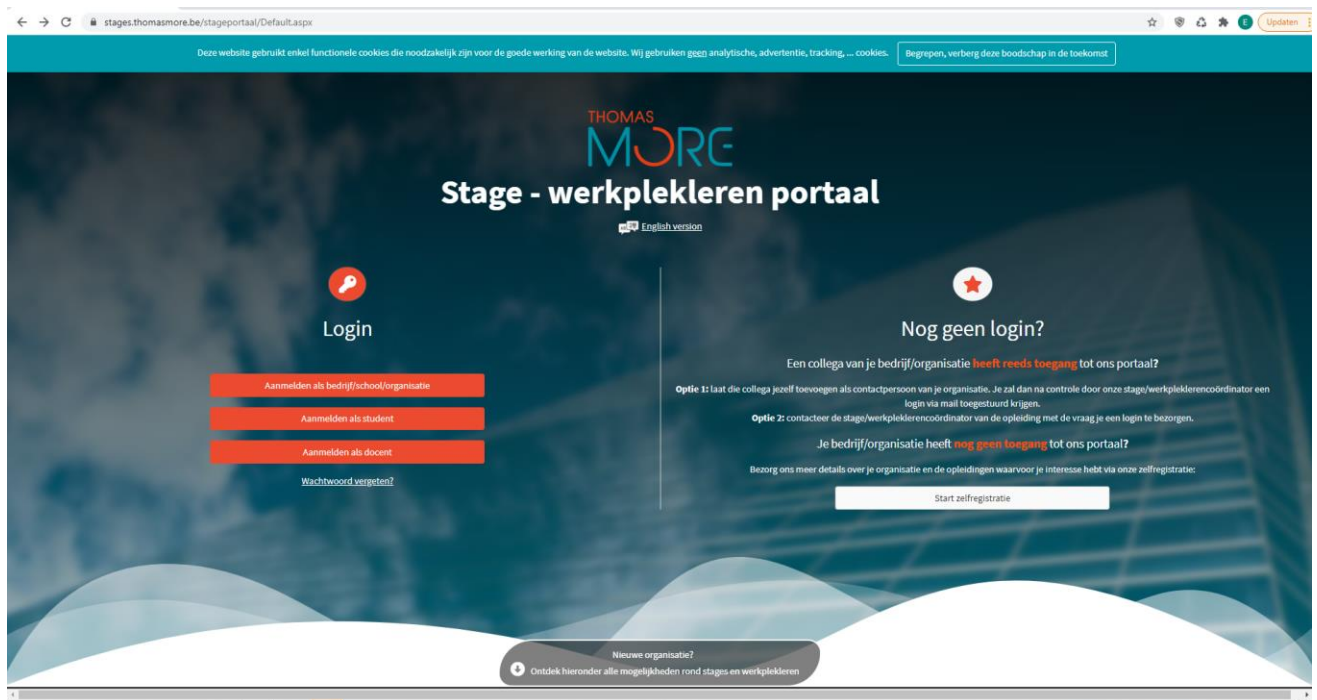 stages.thomasmore.be/stageportaal/Default.aspx
E
Updaten
Deze website gebruikt enkel functionele cookies die noodzakelijk zijn voor de goede werking van de website. Wij gebruiken geen analytische, advertentie, tracking, ... cookies.
Begrepen, verberg deze boodschap in de toekomst
THOMAS
MORE
Stage - werkplekleren portaal
English version
Login
Aanmelden als bedrijf/school/organisatie
Aanmelden als student
Aanmelden als docent
Wachtwoord vergeten?
Nog geen login?
Een collega van je bedrijf/organisatie heeft reeds toegang tot ons portaal?
Optie 1: laat die collega jezelf toevoegen als contactpersoon van je organisatie. Je zal dan na controle door onze stage/werkpleklerencoördinator een
login via mail toegestuurd krijgen.
Optie 2: contacteer de stage/werkpleklerencoördinator van de opleiding met de vraag je een login te bezorgen.
Je bedrijf/organisatie heeft nog geen toegang tot ons portaal?
Bezorg ons meer details over je organisatie en de opleidingen waarvoor je interesse hebt via onze zelfregistratie:
Start zelfregistratie
Nieuwe organisatie?
Ontdek hieronder alle mogelijkheden rond stages en werkplekleren